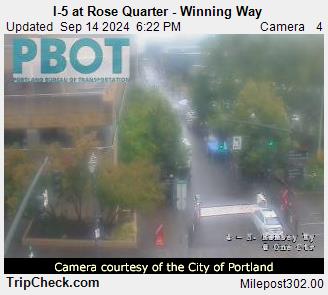 I-5 at Rose Quarter - Winning Way
Updated Sep 14 2024 6:22 PM Camera 4
PBOT
PORTLAND BUREAU OF TRANSPORTATION
Camera courtesy of the City of Portland
TripCheck.com Milepost302.00